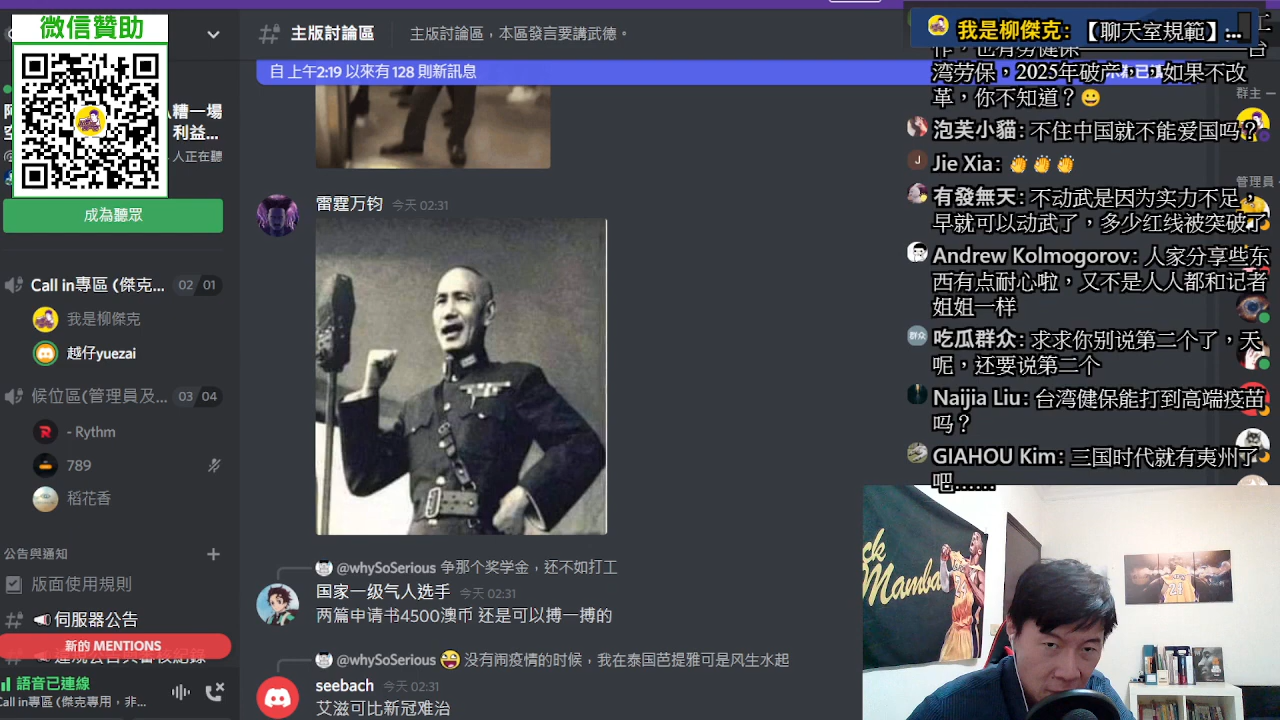 微信贊助
糟一場
利益...
人正在聽
成為聽眾
Call in專區 (傑克... 02 01
我是柳傑克
越仔yuezai
候位區(管理員及... 03 04
- Rythm
789
稻花香
公告與通知
版面使用規則
伺服器公告
新的 MENTIONS
語音已連線
Call in專區 (傑克專用，非...
主版討論區
主版討論區，本區發言要講武德。
自 上午2:19 以來有 128 則新訊息
雷霆万钧 今天 02:31
@whySoSerious 争那个奖学金，还不如打工
国家一级气人选手 今天 02:31
两篇申请书4500澳币 还是可以搏一搏的
@whySoSerious 没有闹疫情的时候，我在泰国芭提雅可是风生水起
seebach 今天 02:31
艾滋可比新冠难治
我是柳傑克: 【聊天室規範】...
湾劳保，2025年破产，，如果不改
革，你不知道？
泡芙小貓: 不住中国就不能爱国吗？
Jie Xia:
有發無天: 不动武是因为实力不足，
早就可以动武了，多少红线被突破了
Andrew Kolmogorov: 人家分享些东
西有点耐心啦，又不是人人都和记者
姐姐一样
吃瓜群众: 求求你别说第二个了，天
呢，还要说第二个
Naijia Liu: 台湾健保能打到高端疫苗
吗？
GIAHOU Kim: 三国时代就有夷州了
吧......
群主
管理員
Mamba